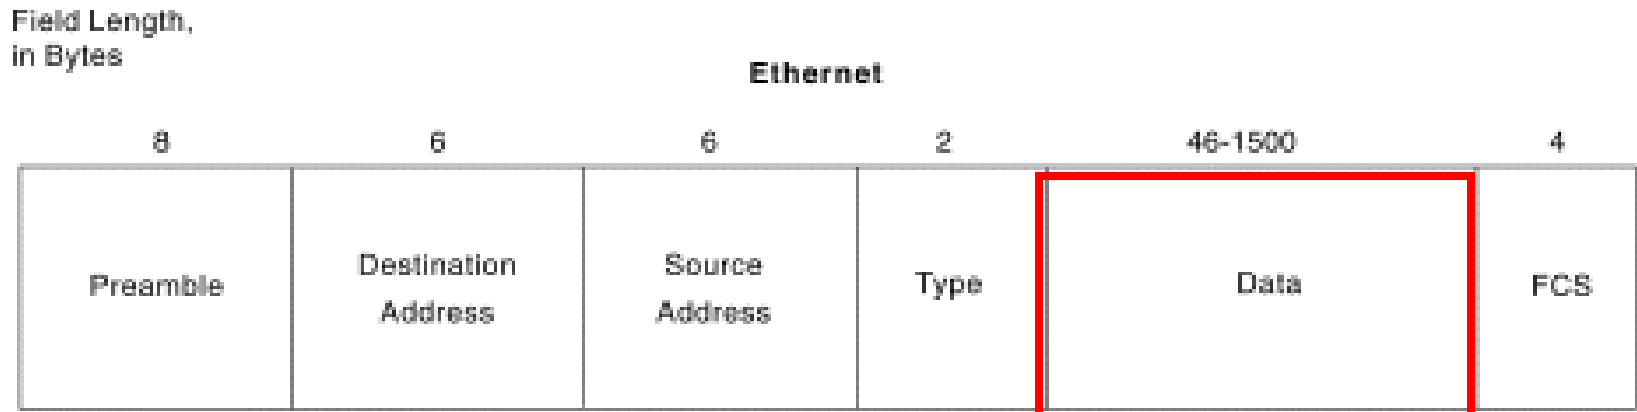 Field Length,
in Bytes
Ethernet
8 6 6 2 46-1500 4
Preamble
Destination
Address
Source
Address
Type
Data
FCS